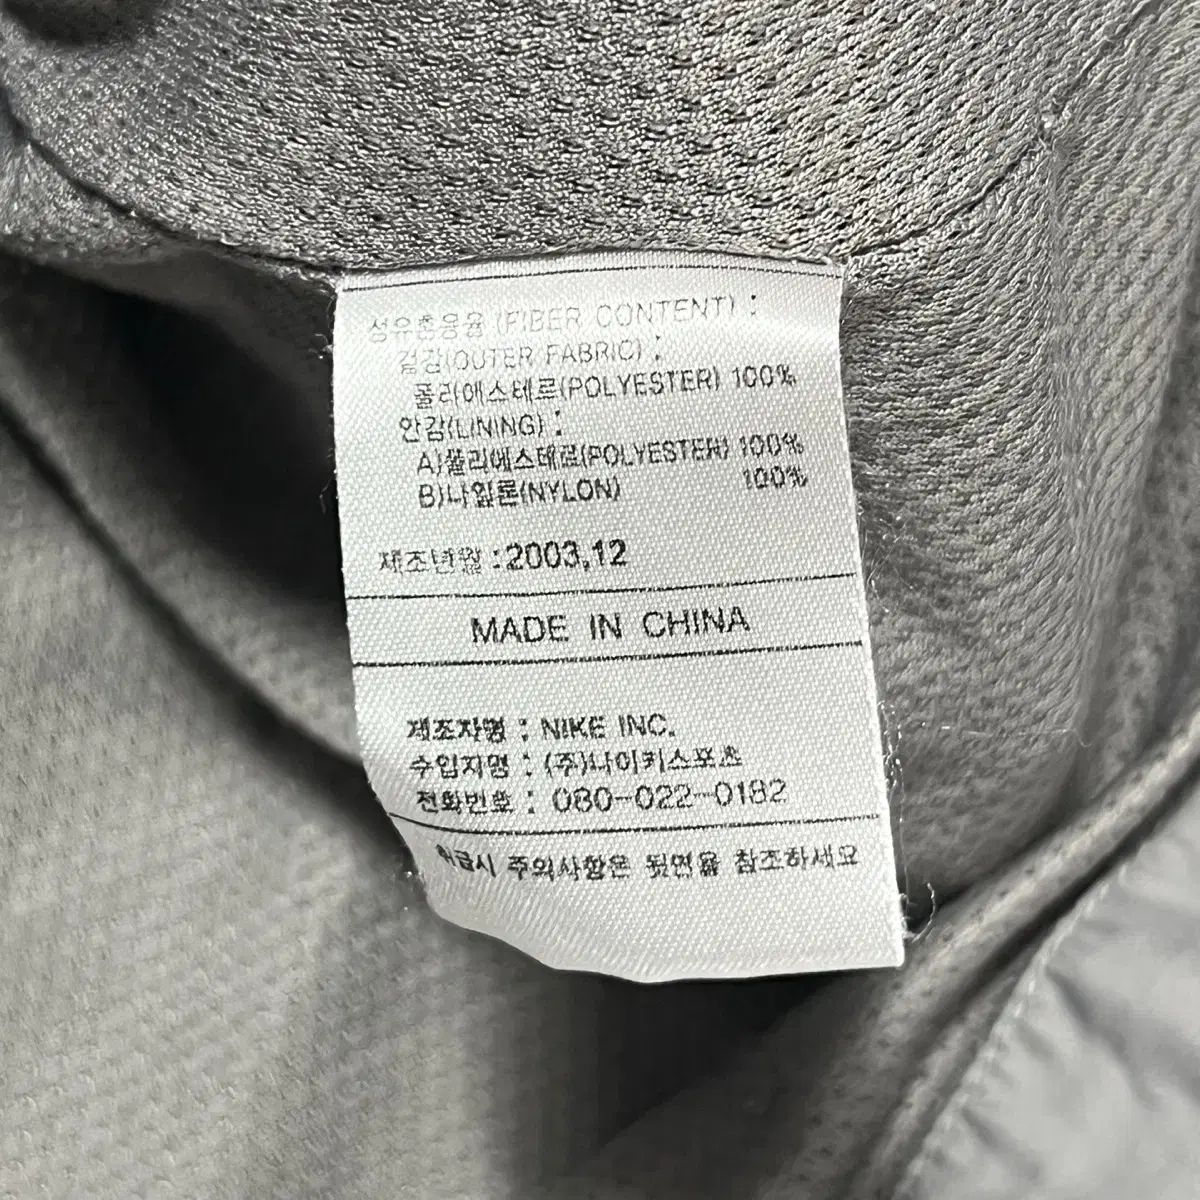 섬유혼용율(FIBER CONTENT) :
겉감(OUTER FABRIC) :
폴리에스테르(POLYESTER) 100%
안감(LINING) :
A)폴리에스테르(POLYESTER) 100%
B)나일론(NYLON) 100%
제조년월 : 2003,12
MADE IN CHINA
제조자명 : NIKE INC.
수입자명 : (주)나이키스포츠
전화번호 : 080-022-0182
취급시 주의사항은 뒷면을 참조하세요